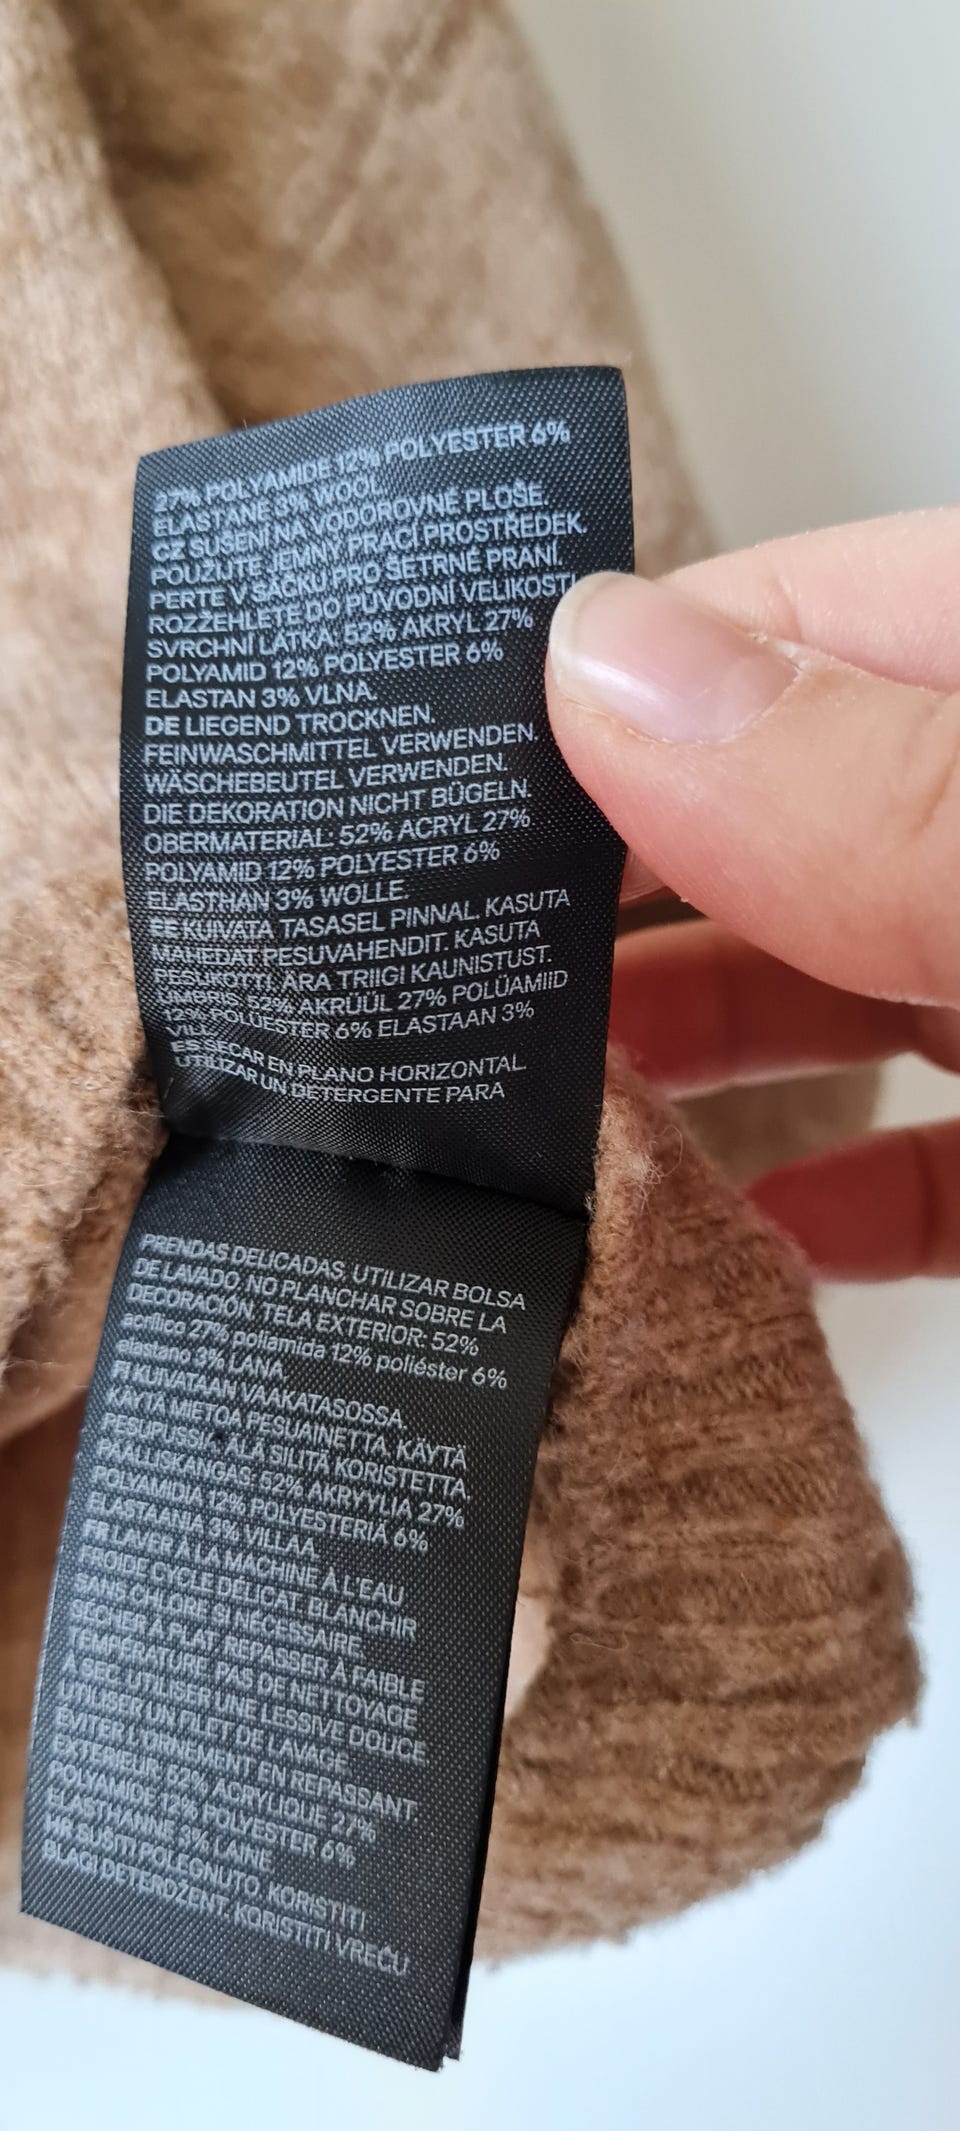 27% POLYAMIDE 12% POLYESTER 6%
ELASTANE 3% WOOL.
CZ SUŠENÍ NA VODOROVNÉ PLOŠE.
POUŽIJTE JEMNÝ PRACÍ PROSTŘEDEK.
PERTE V SÁČKU PRO ŠETRNÉ PRANÍ.
ROZŽEHLETE DO PŮVODNÍ VELIKOSTI.
SVRCHNÍ LÁTKA: 52% AKRYL 27%
POLYAMID 12% POLYESTER 6%
ELASTAN 3% VLNA.
DE LIEGEND TROCKNEN.
FEINWASCHMITTEL VERWENDEN.
WÄSCHEBEUTEL VERWENDEN.
DIE DEKORATION NICHT BÜGELN.
OBERMATERIAL: 52% ACRYL 27%
POLYAMID 12% POLYESTER 6%
ELASTHAN 3% WOLLE.
EE KUIVATA TASASEL PINNAL. KASUTA
MAHEDAT PESUVAHENDIT. KASUTA
PESUKOTTI. ÄRA TRIIGI KAUNISTUST.
ÜMBRIS: 52% AKRÜÜL 27% POLÜAMIID
12% POLÜESTER 6% ELASTAAN 3%
VILL.
ES SECAR EN PLANO HORIZONTAL
UTILIZAR UN DETERGENTE PARA
PRENDAS DELICADAS. UTILIZAR BOLSA
DE LAVADO. NO PLANCHAR SOBRE LA
DECORACIÓN. TELA EXTERIOR: 52%
acrílico 27% poliamida 12% poliéster 6%
elastano 3% LANA.
FI KUIVATAAN VAAKATASOSSA.
KÄYTÄ MIETOA PESUAINETTA. KÄYTÄ
PESUPUSSIA. ÄLÄ SILITÄ KORISTETTA.
PÄÄLLISKANGAS: 52% AKRYYLIA 27%
POLYAMIDIA 12% POLYESTERIÄ 6%
ELASTAANIA 3% VILLAA.
FR LAVER À LA MACHINE À L'EAU
FROIDE CYCLE DÉLICAT. BLANCHIR
SANS CHLORE, SI NÉCESSAIRE.
SÉCHER À PLAT. REPASSER À FAIBLE
TEMPÉRATURE. PAS DE NETTOYAGE
À SEC. UTILISER UNE LESSIVE DOUCE
UTILISER UN FILET DE LAVAGE
ÉVITER L'ORNEMENT EN REPASSANT
EXTÉRIEUR: 52% ACRYLIQUE 27%
POLYAMIDE 12% POLYESTER 6%
ELASTHANNE 3% LAINE
HR SUŠITI POLEGNUTO. KORISTITI
BLAGI DETERDŽENT. KORISTITI VREĆU